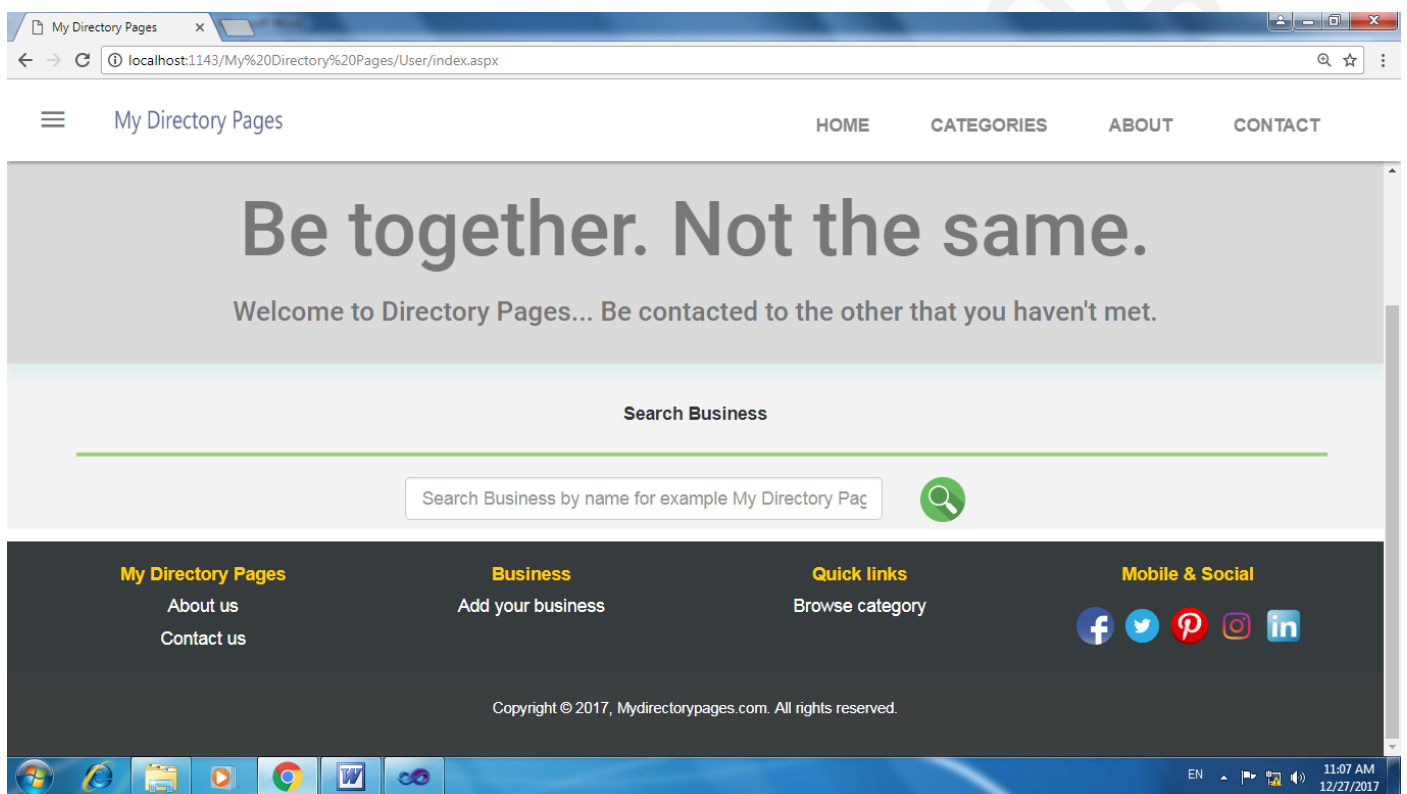 My Directory Pages
localhost:1143/My%20Directory%20Pages/User/index.aspx
My Directory Pages HOME CATEGORIES ABOUT CONTACT
Be together. Not the same.
Welcome to Directory Pages... Be contacted to the other that you haven't met.
Search Business
Search Business by name for example My Directory Pag
My Directory Pages Business Quick links Mobile & Social
About us Add your business Browse category
Contact us
Copyright © 2017, Mydirectorypages.com. All rights reserved.
EN 11:07 AM
12/27/2017